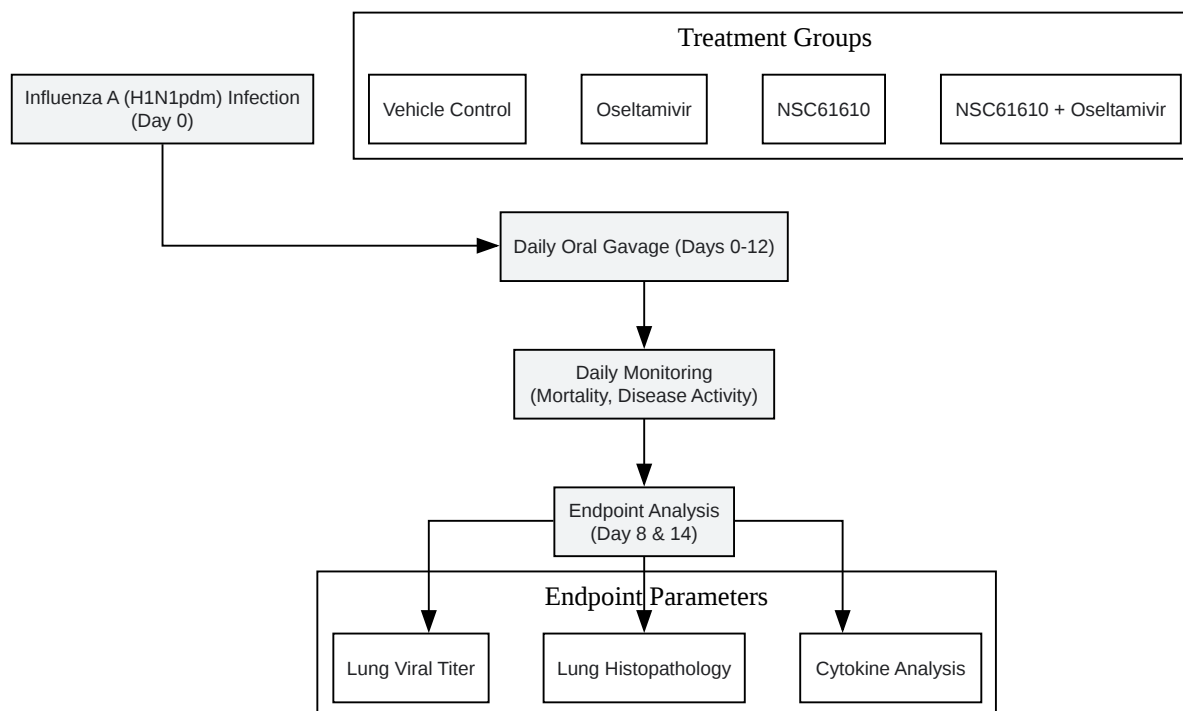 Treatment Groups
Influenza A (H1N1pdm) Infection
(Day 0)
Vehicle Control
Oseltamivir
NSC61610
NSC61610 + Oseltamivir
Daily Oral Gavage (Days 0-12)
Daily Monitoring
(Mortality, Disease Activity)
Endpoint Analysis
(Day 8 & 14)
Endpoint Parameters
Lung Viral Titer
Lung Histopathology
Cytokine Analysis